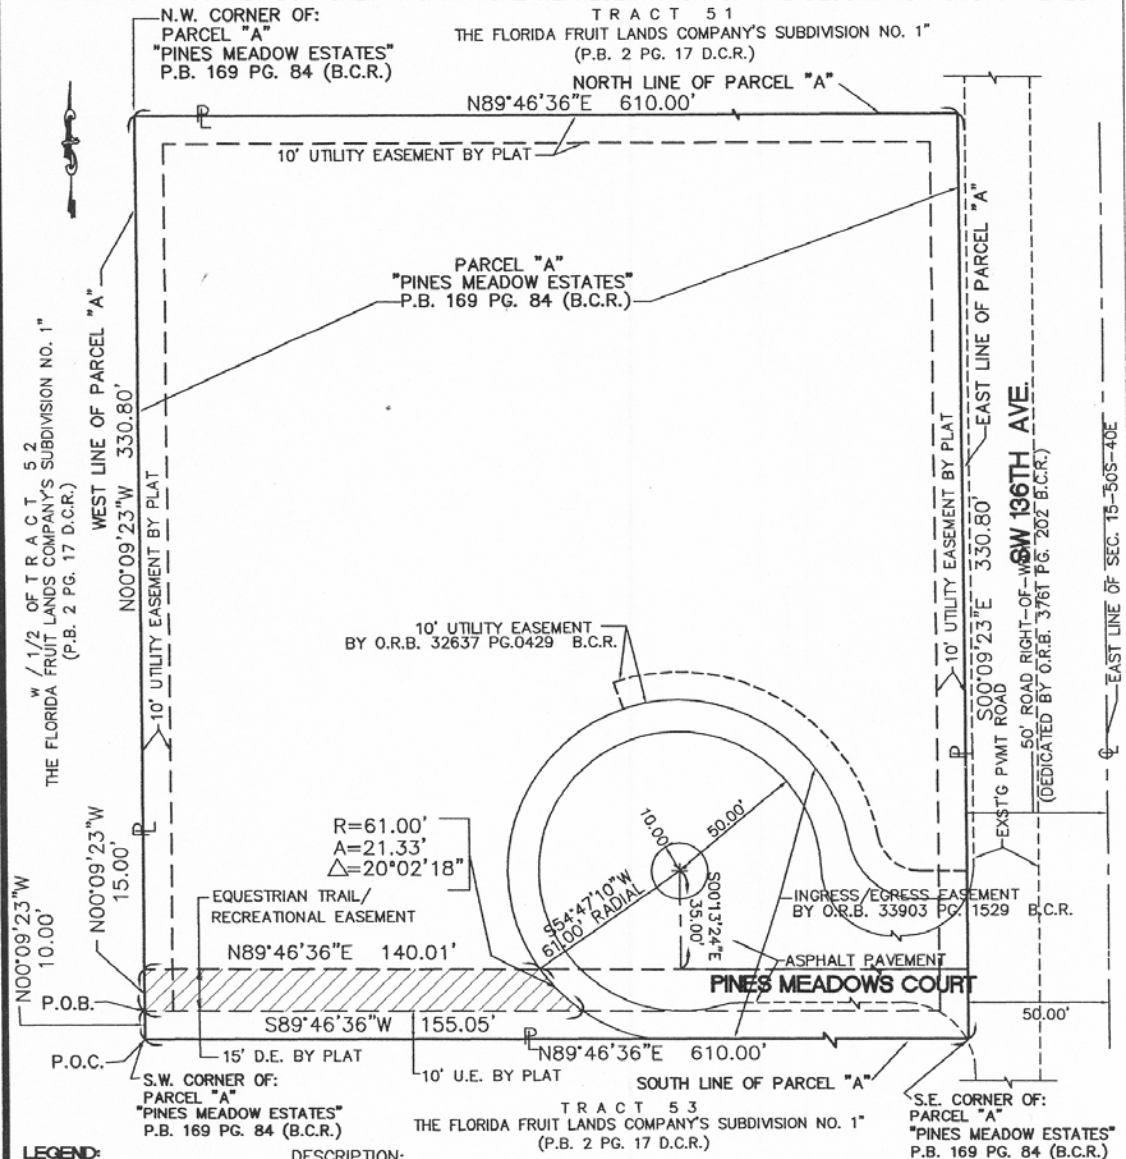 N.W. CORNER OF:
PARCEL "A"
"PINES MEADOW ESTATES"
P.B. 169 PG. 84 (B.C.R.)
TRACT 51
THE FLORIDA FRUIT LANDS COMPANY'S SUBDIVISION NO. 1"
(P.B. 2 PG. 17 D.C.R.)
NORTH LINE OF PARCEL "A"
N89°46'36"E 610.00'
10' UTILITY EASEMENT BY PLAT
PARCEL "A"
"PINES MEADOW ESTATES"
P.B. 169 PG. 84 (B.C.R.)
W / 1/2 OF TRACT 52
THE FLORIDA FRUIT LANDS COMPANY'S SUBDIVISION NO. 1"
(P.B. 2 PG. 17 D.C.R.)
WEST LINE OF PARCEL "A"
N00°09'23"W 330.80'
10' UTILITY EASEMENT BY PLAT
10' UTILITY EASEMENT BY PLAT
EAST LINE OF PARCEL "A"
S00°09'23"E 330.80'
SW 136TH AVE.
50' ROAD RIGHT-OF-W
(DEDICATED BY O.R.B. 3761 PG. 202 B.C.R.)
EAST LINE OF SEC. 15-50S-40E
EXST'G PVMT ROAD
10' UTILITY EASEMENT
BY O.R.B. 32637 PG.0429 B.C.R.
R=61.00'
A=21.33'
△=20°02'18"
10.00'
50.00'
S54°47'10"W
61.00' RADIAL
S00°13'24"E
35.00'
INGRESS/EGRESS EASEMENT
BY O.R.B. 33903 PG. 1529 B.C.R.
ASPHALT PAVEMENT
PINES MEADOWS COURT
50.00'
N00°09'23"W
15.00'
N00°09'23"W
10.00'
EQUESTRIAN TRAIL/
RECREATIONAL EASEMENT
N89°46'36"E 140.01'
P.O.B.
S89°46'36"W 155.05'
P.O.C.
15' D.E. BY PLAT
10' U.E. BY PLAT
N89°46'36"E 610.00'
SOUTH LINE OF PARCEL "A"
S.W. CORNER OF:
PARCEL "A"
"PINES MEADOW ESTATES"
P.B. 169 PG. 84 (B.C.R.)
TRACT 53
THE FLORIDA FRUIT LANDS COMPANY'S SUBDIVISION NO. 1"
(P.B. 2 PG. 17 D.C.R.)
S.E. CORNER OF:
PARCEL "A"
"PINES MEADOW ESTATES"
P.B. 169 PG. 84 (B.C.R.)
LEGEND:
DESCRIPTION: